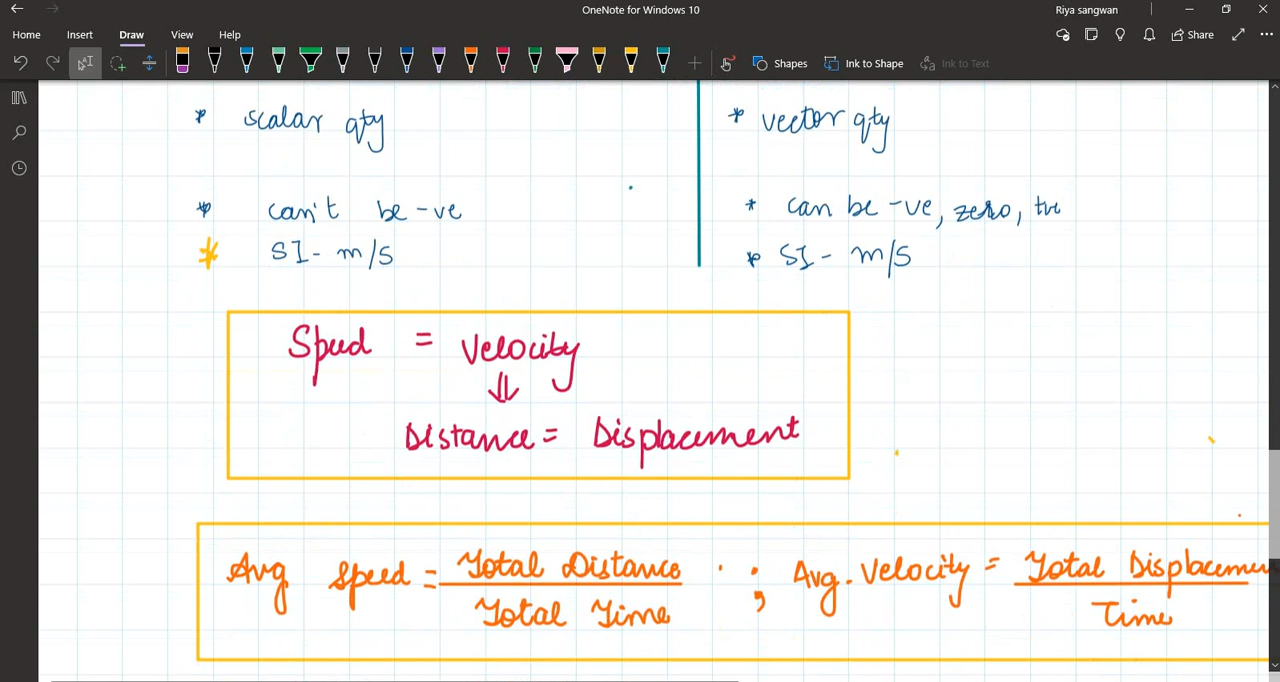 OneNote for Windows 10
Riya sangwan
Home Insert Draw View Help
Share
Shapes Ink to Shape Ink to Text
* scalar qty
* vector qty
* can't be -ve
* can be -ve, zero, +ve
* SI - m/s
* SI - m/s
Speed = Velocity
⇓
Distance = Displacement
Avg Speed = Total Distance / Total Time ; Avg. Velocity = Total Displacemen / Time